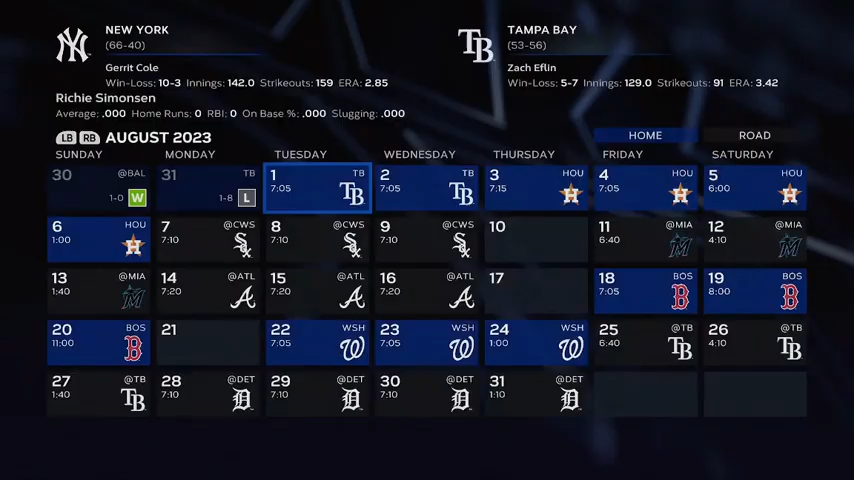 NEW YORK
(66-40)
Gerrit Cole
Win-Loss: 10-3 Innings: 142.0 Strikeouts: 159 ERA: 2.85
TB
TAMPA BAY
(53-56)
Zach Eflin
Win-Loss: 5-7 Innings: 129.0 Strikeouts: 91 ERA: 3.42
Richie Simonsen
Average: .000 Home Runs: 0 RBI: 0 On Base %: .000 Slugging: .000
LB RB AUGUST 2023
HOME ROAD
SUNDAY MONDAY TUESDAY WEDNESDAY THURSDAY FRIDAY SATURDAY
30 @BAL 31 TB 1 TB 2 TB 3 HOU 4 HOU 5 HOU
1-0 W 1-8 L 7:05 TB 7:05 TB 7:15 H 7:05 H 6:00 H
6 HOU 7 @CWS 8 @CWS 9 @CWS 10 11 @MIA 12 @MIA
1:00 H 7:10 Sox 7:10 Sox 7:10 Sox 6:40 M 4:10 M
13 @MIA 14 @ATL 15 @ATL 16 @ATL 17 18 BOS 19 BOS
1:40 M 7:20 A 7:20 A 7:20 A 7:05 B 8:00 B
20 BOS 21 22 WSH 23 WSH 24 WSH 25 @TB 26 @TB
11:00 B 7:05 W 7:05 W 1:00 W 6:40 TB 4:10 TB
27 @TB 28 @DET 29 @DET 30 @DET 31 @DET
1:40 TB 7:10 D 7:10 D 7:10 D 1:10 D